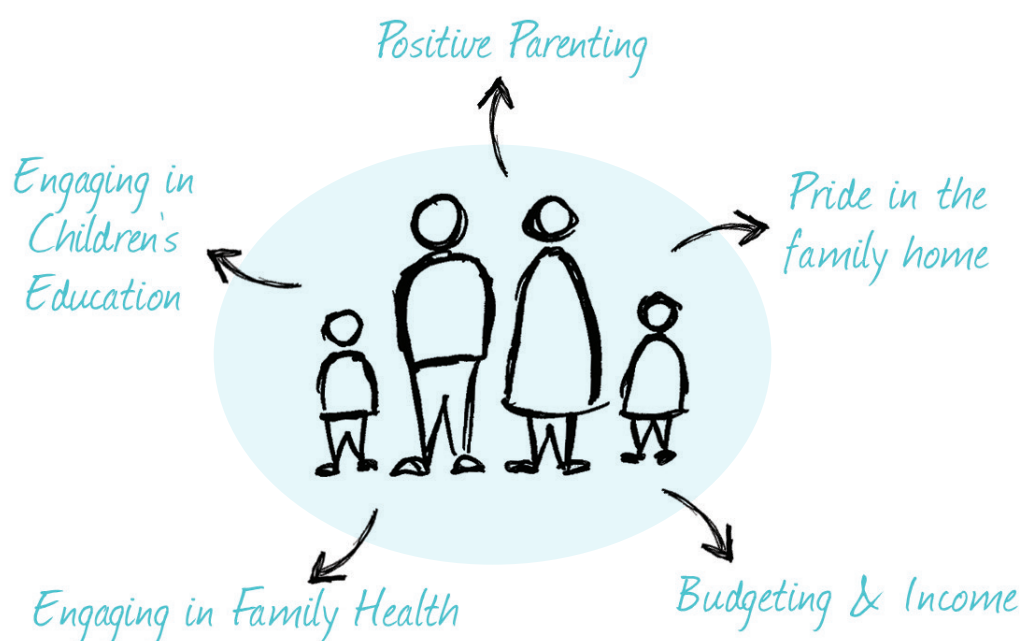 Positive Parenting
Engaging in
Children's
Education
Pride in the
family home
Engaging in Family Health
Budgeting & Income